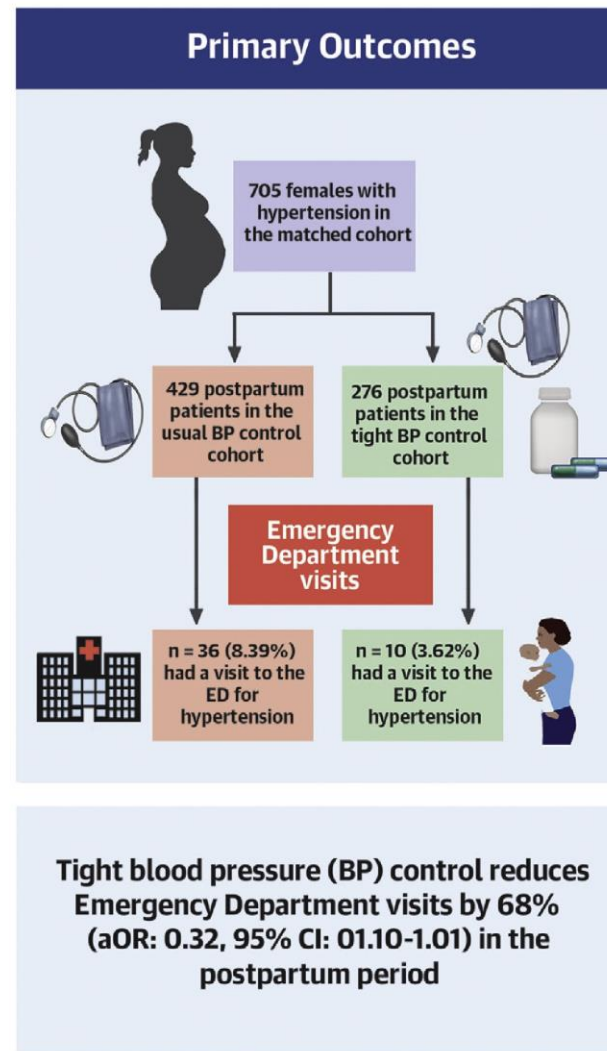 Primary Outcomes
705 females with
hypertension in
the matched cohort
429 postpartum
patients in the
usual BP control
cohort
276 postpartum
patients in the
tight BP control
cohort
Emergency
Department
visits
n = 36 (8.39%)
had a visit to the
ED for
hypertension
n = 10 (3.62%)
had a visit to the
ED for
hypertension
Tight blood pressure (BP) control reduces
Emergency Department visits by 68%
(aOR: 0.32, 95% CI: 01.10-1.01) in the
postpartum period